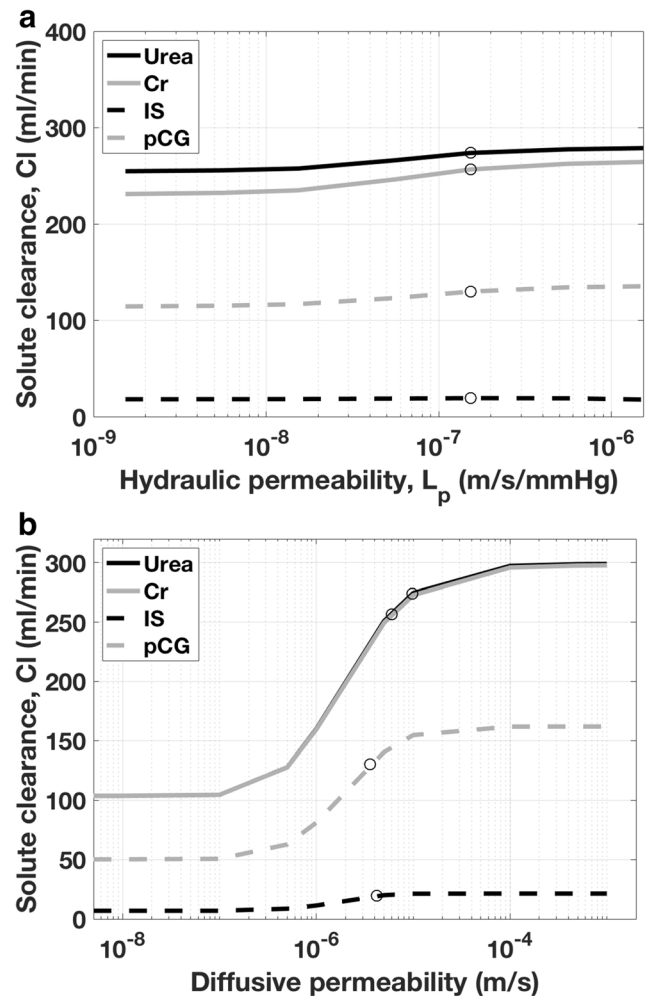 a
Solute clearance, Cl (ml/min)
400
300
200
100
0
Urea
Cr
IS
pCG
10-9
10-8
10-7
10-6
Hydraulic permeability, Lp (m/s/mmHg)
b
Solute clearance, Cl (ml/min)
300
250
200
150
100
50
0
Urea
Cr
IS
pCG
10-8
10-6
10-4
Diffusive permeability (m/s)